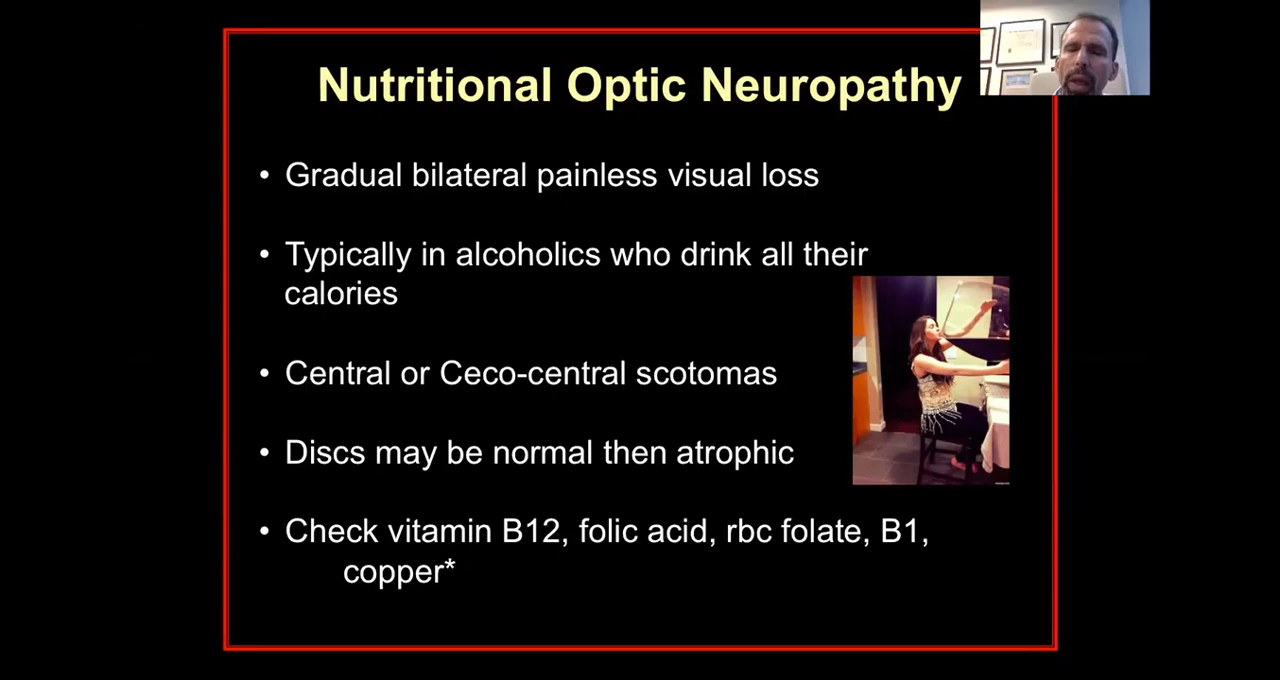 Nutritional Optic Neuropathy
• Gradual bilateral painless visual loss
• Typically in alcoholics who drink all their
calories
• Central or Ceco-central scotomas
• Discs may be normal then atrophic
• Check vitamin B12, folic acid, rbc folate, B1,
copper*